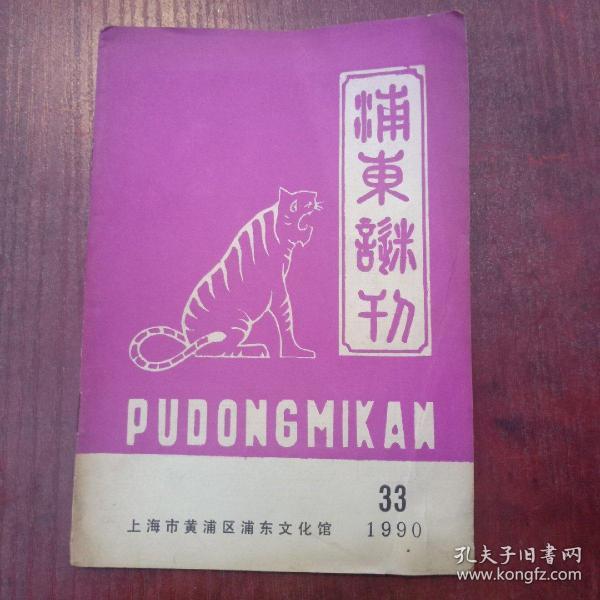 浦東謎刊
PUDONGMIKAN
33
上海市黄浦区浦东文化馆
1990
孔夫子旧书网
www.kongfz.com